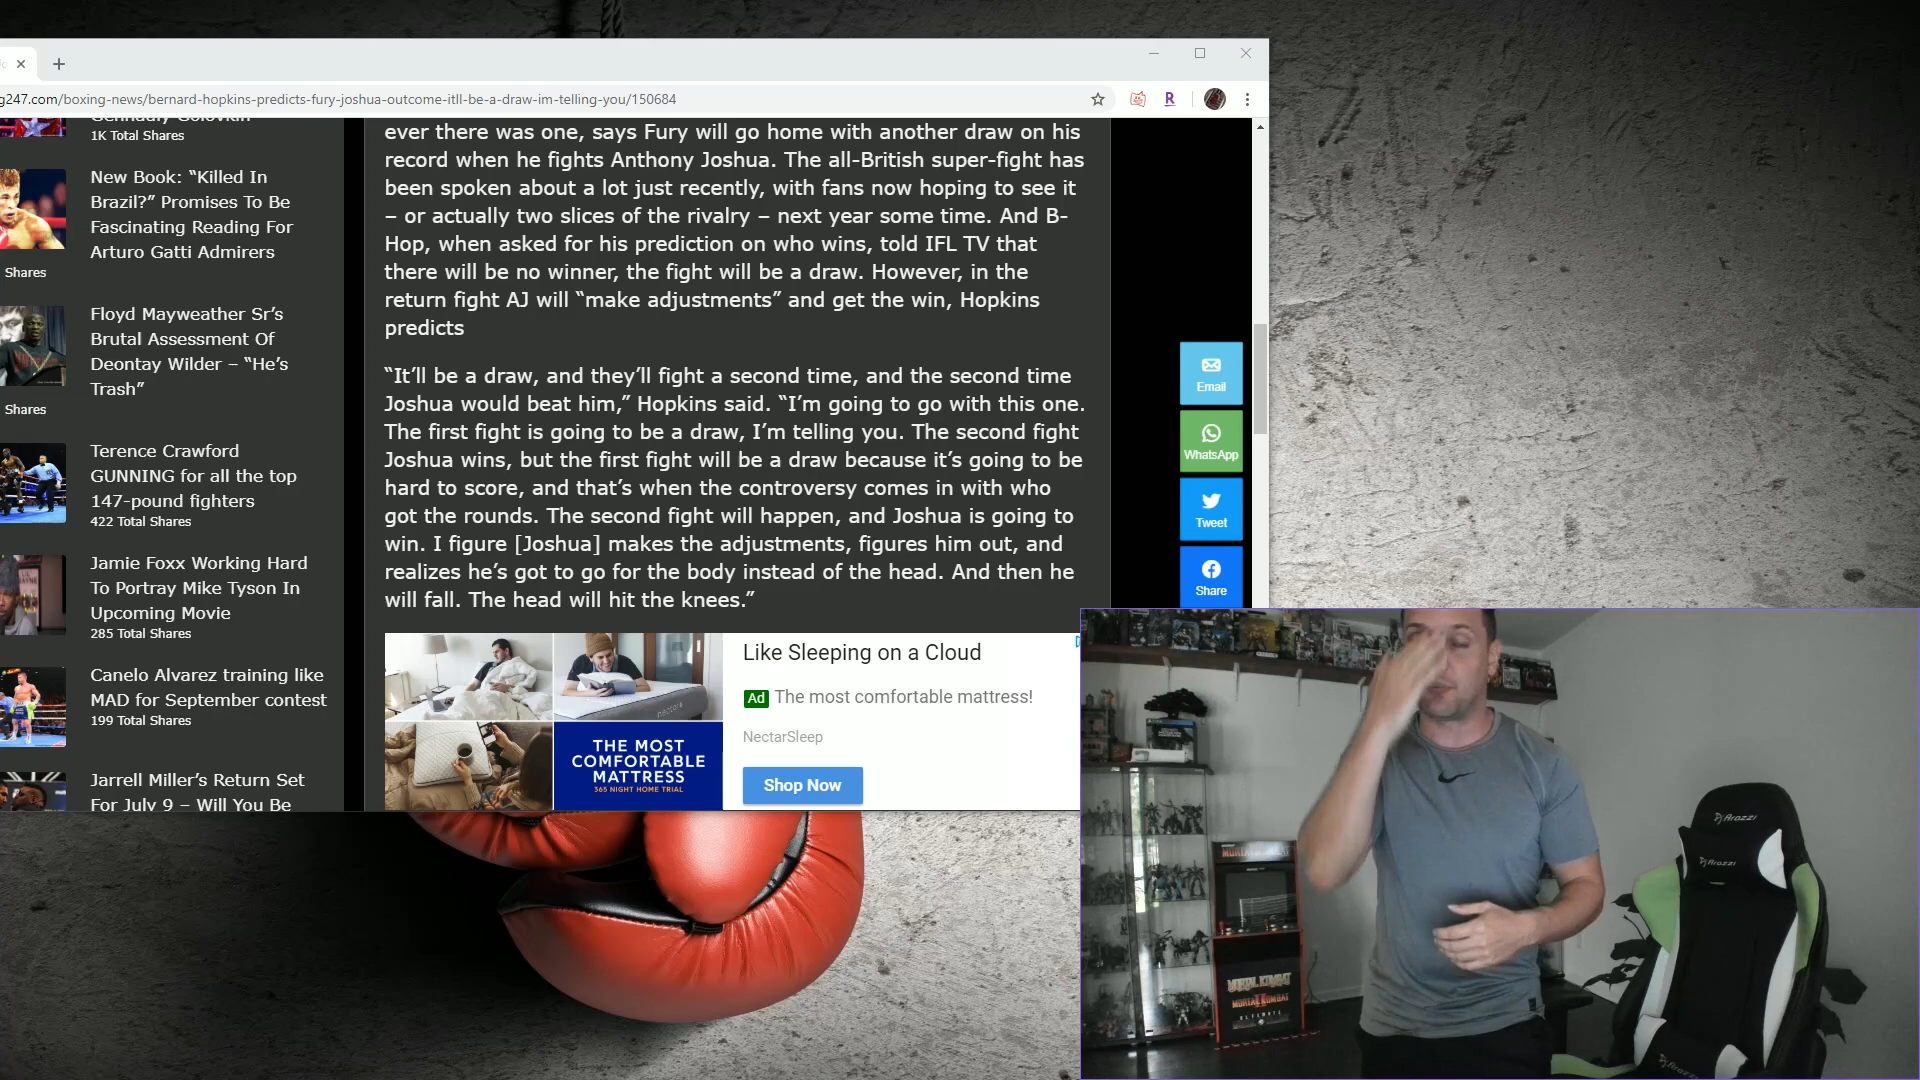 g247.com/boxing-news/bernard-hopkins-predicts-fury-joshua-outcome-itll-be-a-draw-im-telling-you/150684
R
Gennady Golovkin
1K Total Shares
New Book: “Killed In
Brazil?” Promises To Be
Fascinating Reading For
Arturo Gatti Admirers
Shares
Floyd Mayweather Sr’s
Brutal Assessment Of
Deontay Wilder – “He’s
Trash”
Shares
Terence Crawford
GUNNING for all the top
147-pound fighters
422 Total Shares
Jamie Foxx Working Hard
To Portray Mike Tyson In
Upcoming Movie
285 Total Shares
Canelo Alvarez training like
MAD for September contest
199 Total Shares
Jarrell Miller’s Return Set
For July 9 – Will You Be
ever there was one, says Fury will go home with another draw on his
record when he fights Anthony Joshua. The all-British super-fight has
been spoken about a lot just recently, with fans now hoping to see it
– or actually two slices of the rivalry – next year some time. And B-
Hop, when asked for his prediction on who wins, told IFL TV that
there will be no winner, the fight will be a draw. However, in the
return fight AJ will “make adjustments” and get the win, Hopkins
predicts
“It’ll be a draw, and they’ll fight a second time, and the second time
Joshua would beat him,” Hopkins said. “I’m going to go with this one.
The first fight is going to be a draw, I’m telling you. The second fight
Joshua wins, but the first fight will be a draw because it’s going to be
hard to score, and that’s when the controversy comes in with who
got the rounds. The second fight will happen, and Joshua is going to
win. I figure [Joshua] makes the adjustments, figures him out, and
realizes he’s got to go for the body instead of the head. And then he
will fall. The head will hit the knees.”
THE MOST
COMFORTABLE
MATTRESS
365 NIGHT HOME TRIAL
Like Sleeping on a Cloud
Ad The most comfortable mattress!
NectarSleep
Shop Now
Email
WhatsApp
Tweet
Share
Arozzi
Arozzi
Arozzi
MORTAL KOMBAT
MORTAL KOMBAT
II
ULTIMATE